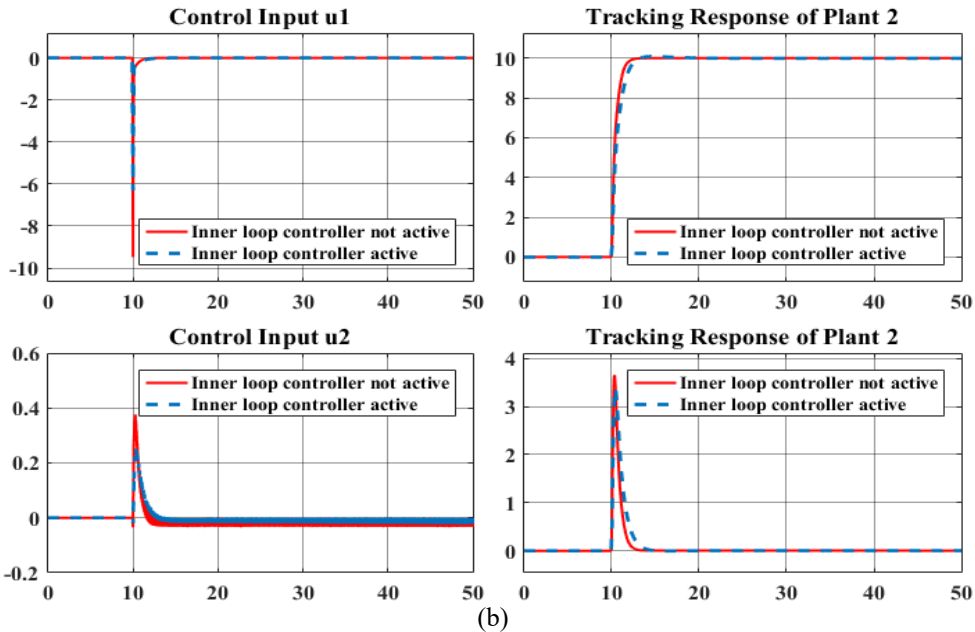 Control Input u1
0
-2
-4
-6
-8
-10
Inner loop controller not active
Inner loop controller active
0 10 20 30 40 50
Tracking Response of Plant 2
10
8
6
4
2
0
Inner loop controller not active
Inner loop controller active
0 10 20 30 40 50
Control Input u2
0.6
0.4
0.2
0
-0.2
Inner loop controller not active
Inner loop controller active
0 10 20 30 40 50
Tracking Response of Plant 2
4
3
2
1
0
Inner loop controller not active
Inner loop controller active
0 10 20 30 40 50
(b)